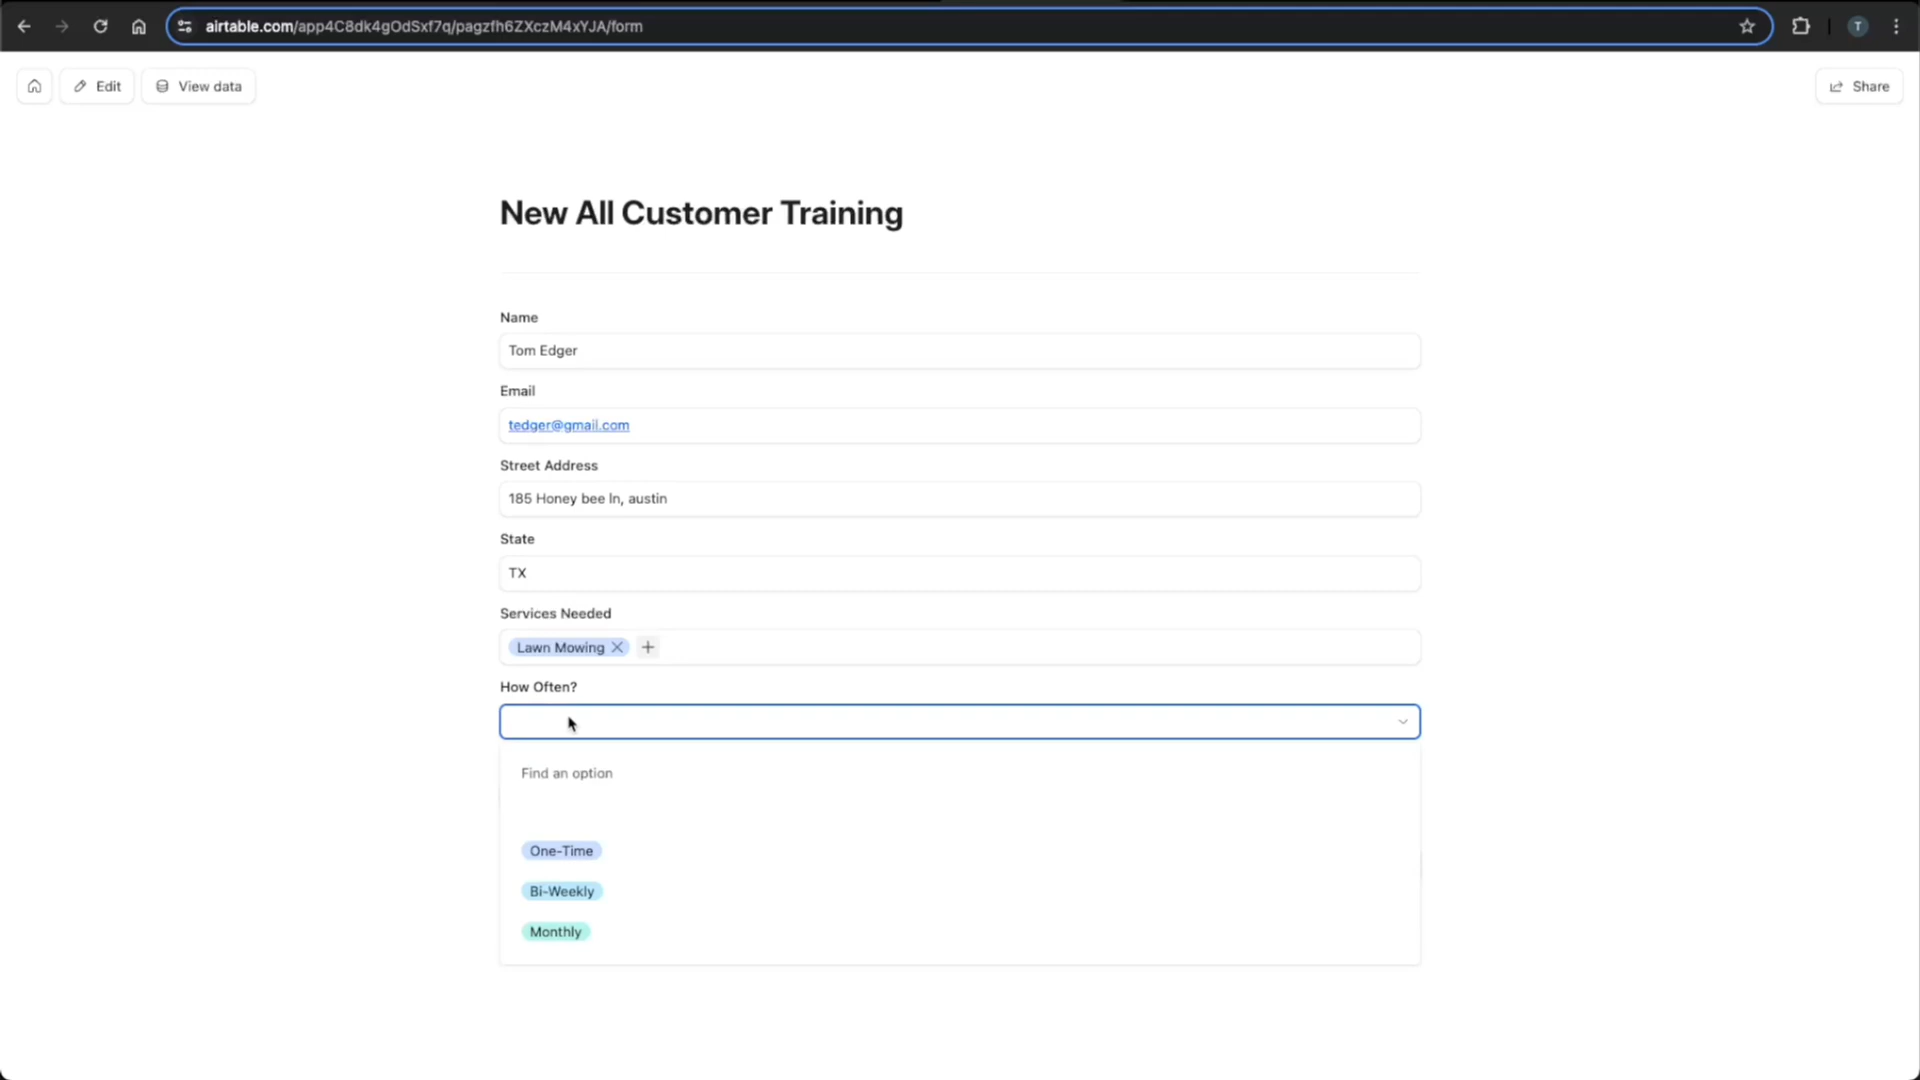 airtable.com/app4C8dk4gOdSxf7q/pagzfh6ZXczM4xYJA/form
T
Edit
View data
Share
New All Customer Training
Name
Tom Edger
Email
tedger@gmail.com
Street Address
185 Honey bee ln, austin
State
TX
Services Needed
Lawn Mowing
How Often?
Find an option
One-Time
Bi-Weekly
Monthly